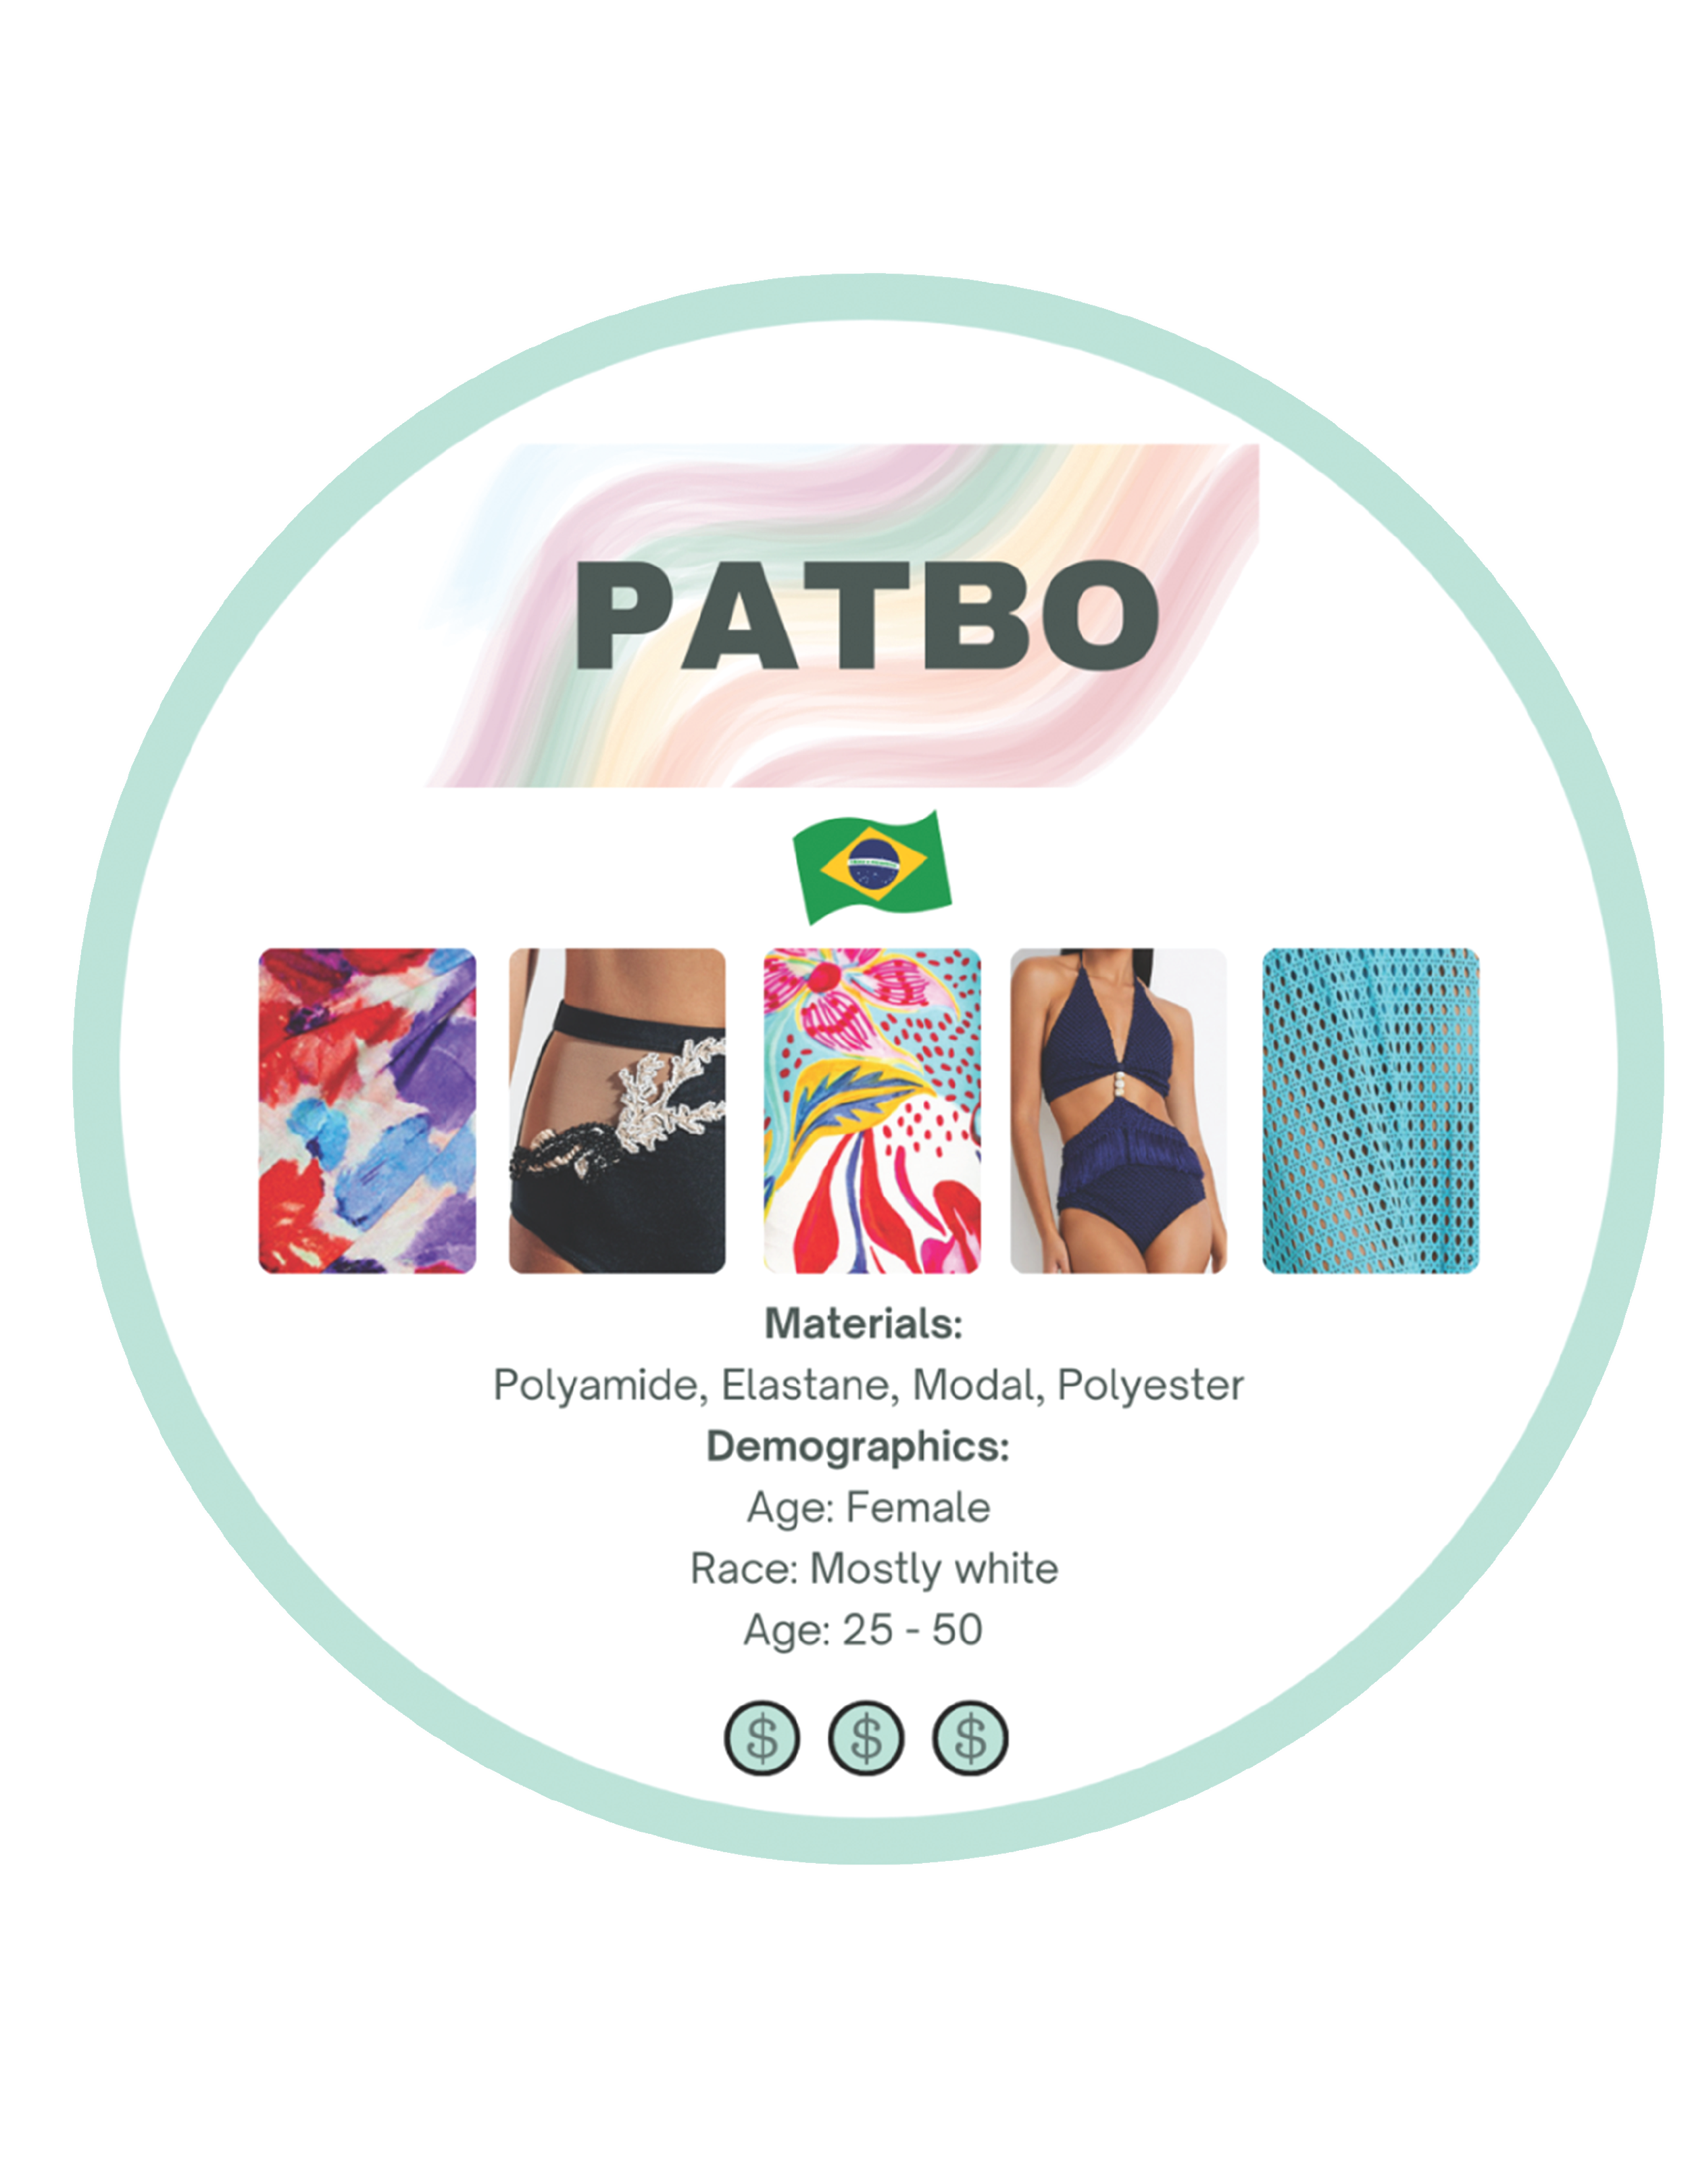 PATBO
Materials:
Polyamide, Elastane, Modal, Polyester
Demographics:
Age: Female
Race: Mostly white
Age: 25 - 50
$ $ $